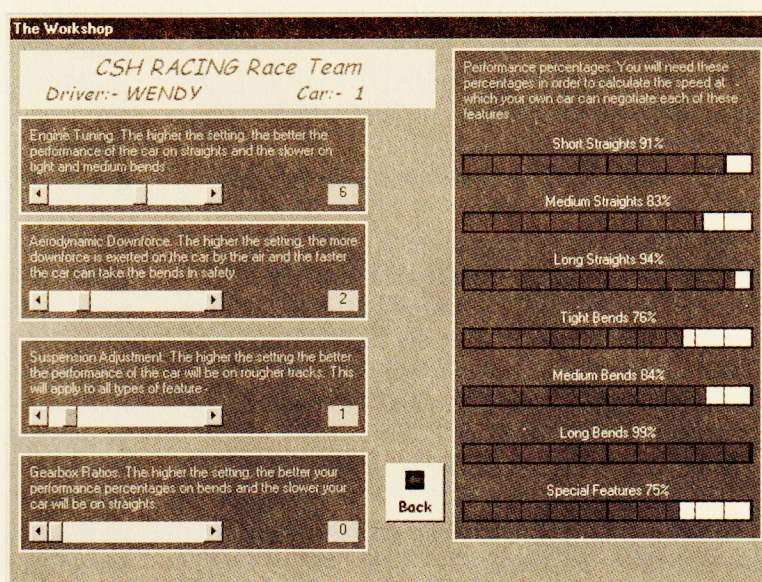 The Workshop
CSH RACING Race Team
Driver:- WENDY Car:- 1
Engine Tuning. The higher the setting, the better the
performance of the car on straights and the slower on
tight and medium bends
6
Aerodynamic Downforce. The higher the setting, the more
downforce is exerted on the car by the air and the faster
the car can take the bends in safety.
2
Suspension Adjustment. The higher the setting the better
the performance of the car will be on rougher tracks. This
will apply to all types of feature.
1
Gearbox Ratios. The higher the setting, the better your
performance percentages on bends and the slower your
car will be on straights.
0
Back
Performance percentages. You will need these
percentages in order to calculate the speed at
which your own car can negotiate each of these
features.
Short Straights 91%
Medium Straights 83%
Long Straights 94%
Tight Bends 76%
Medium Bends 84%
Long Bends 99%
Special Features 75%